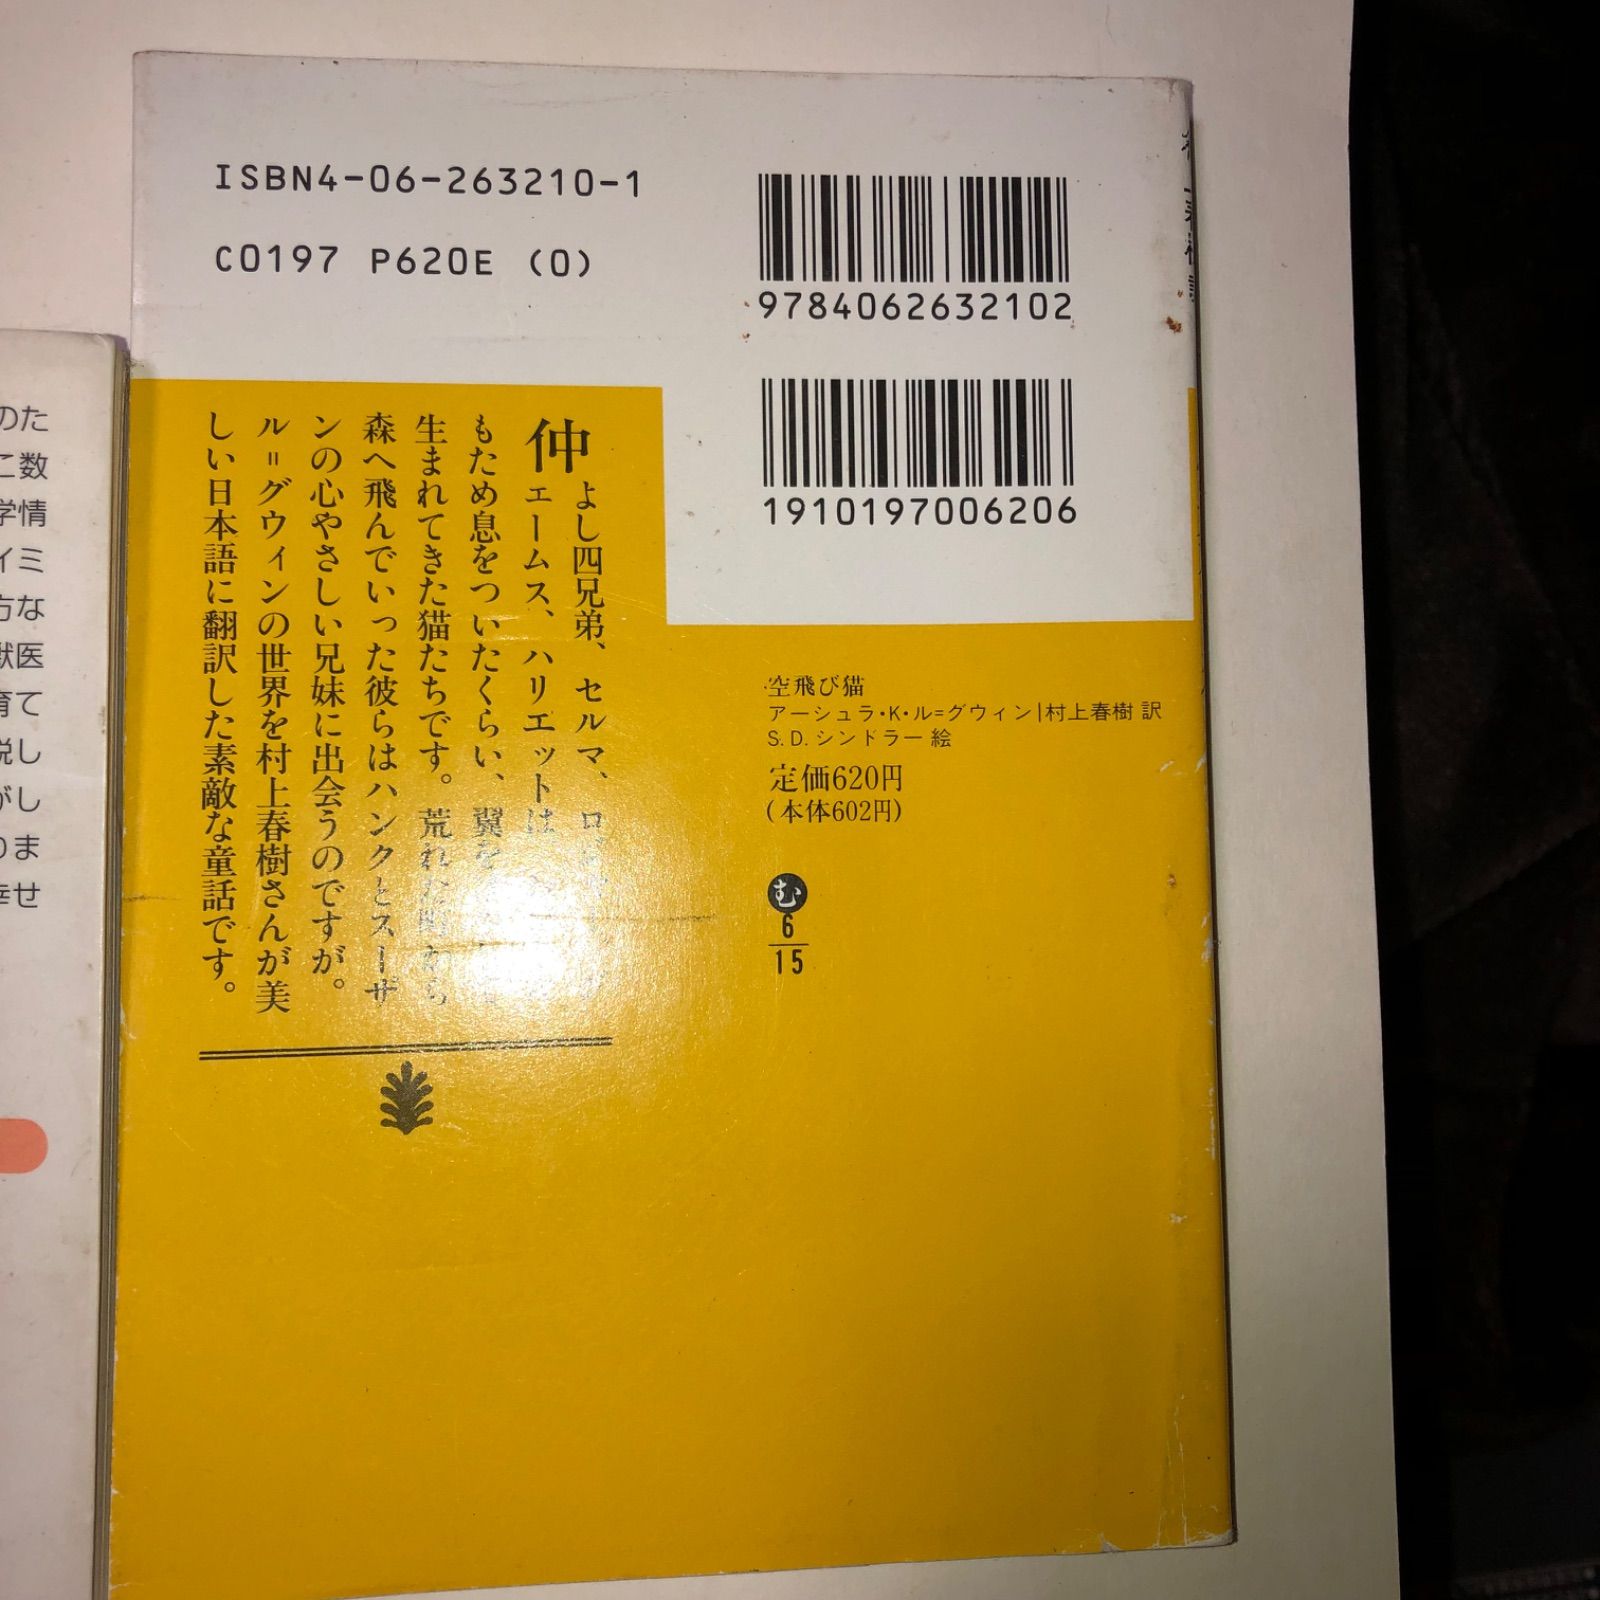 ISBN4-06-263210-1
C0197 P620E (0)
9784062632102
1910197006206
仲よし四兄弟、セルマ、ロ
エームス、ハリエットは
もため息をついたくらい、翼を
生まれてきた猫たちです。荒れた町から
森へ飛んでいった彼らはハンクとスーザ
ンの心やさしい兄妹に出会うのですが。
ル=グウィンの世界を村上春樹さんが美
しい日本語に翻訳した素敵な童話です。
空飛び猫
アーシュラ・K・ル=グウィン|村上春樹 訳
S.D.シンドラー 絵
定価620円
(本体602円)
む
6
15
のた
こ数
学情
イミ
方な
獣医
育て
説し
がし
りま
幸せ